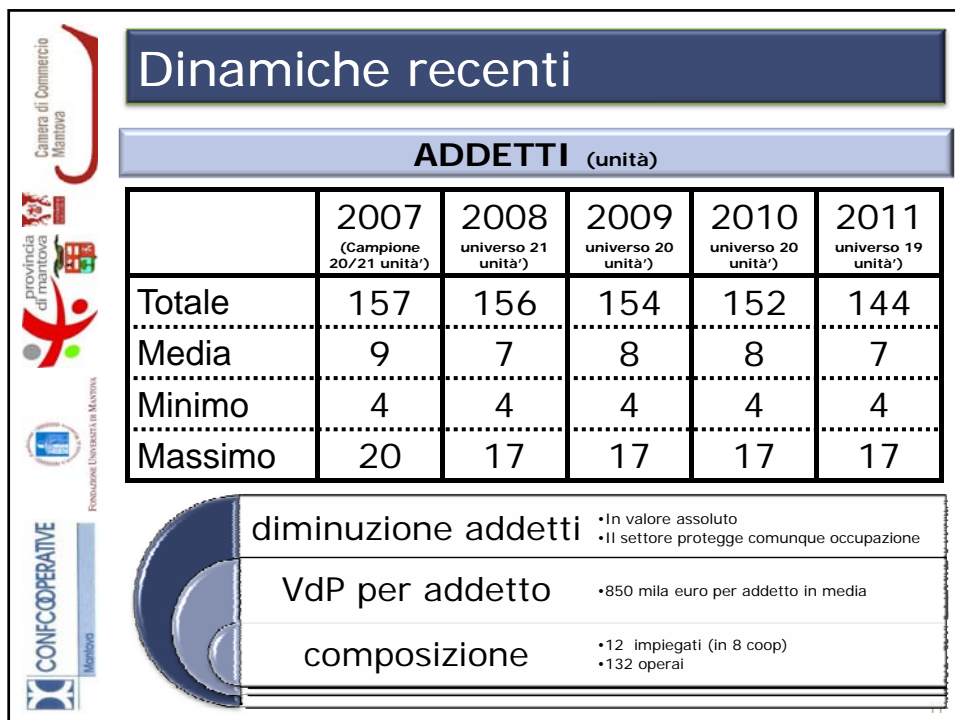 Dinamiche recenti
ADDETTI (unità)
2007 2008 2009 2010 2011
(Campione 20/21 unità') universo 21 unità') universo 20 unità') universo 20 unità') universo 19 unità')
Totale 157 156 154 152 144
Media 9 7 8 8 7
Minimo 4 4 4 4 4
Massimo 20 17 17 17 17
diminuzione addetti
•In valore assoluto
•Il settore protegge comunque occupazione
VdP per addetto
•850 mila euro per addetto in media
composizione
•12 impiegati (in 8 coop)
•132 operai
Camera di Commercio
Mantova
provincia
di mantova
FONDAZIONE UNIVERSITÀ DI MANTOVA
CONFCOOPERATIVE
Mantova